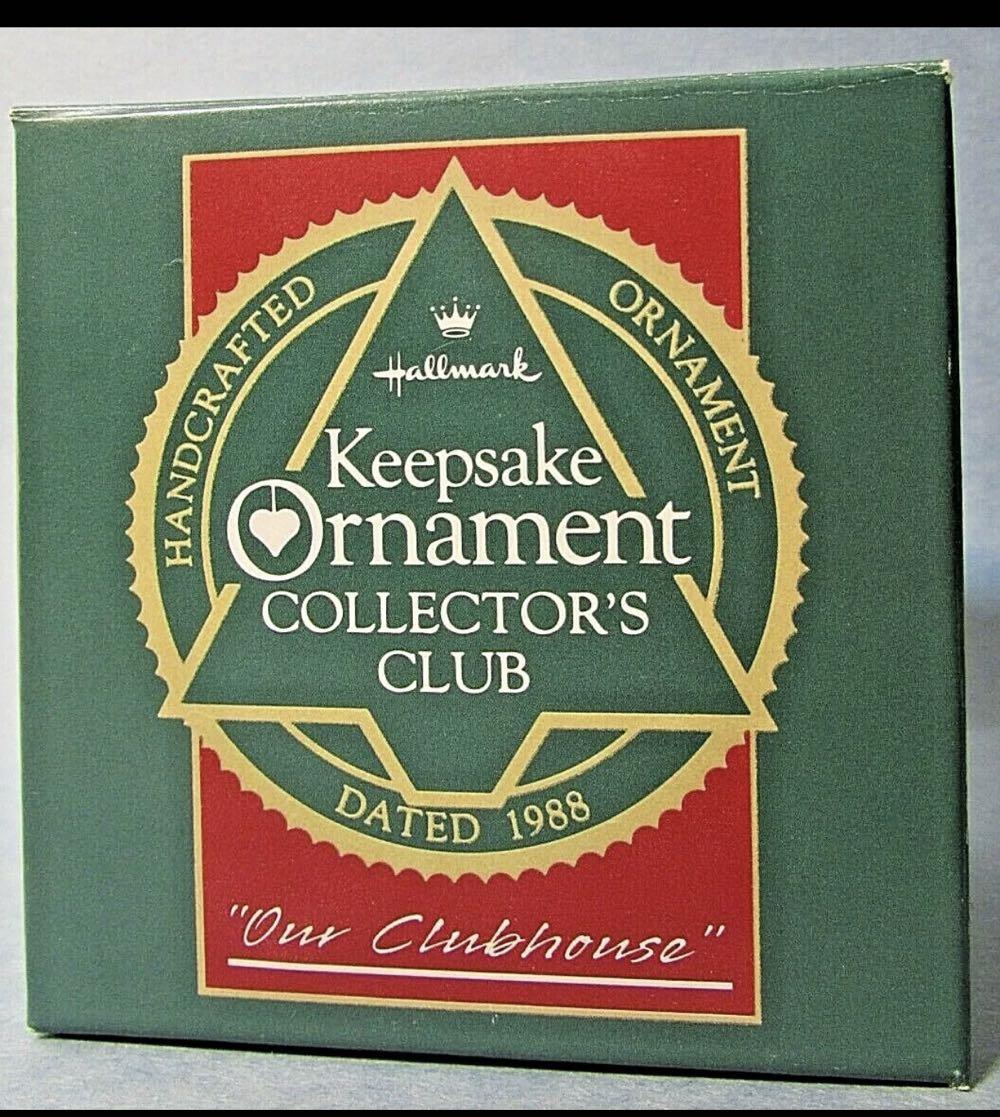 HANDCRAFTED
ORNAMENT
Hallmark
Keepsake
Ornament
COLLECTOR'S
CLUB
DATED 1988
"Our Clubhouse"